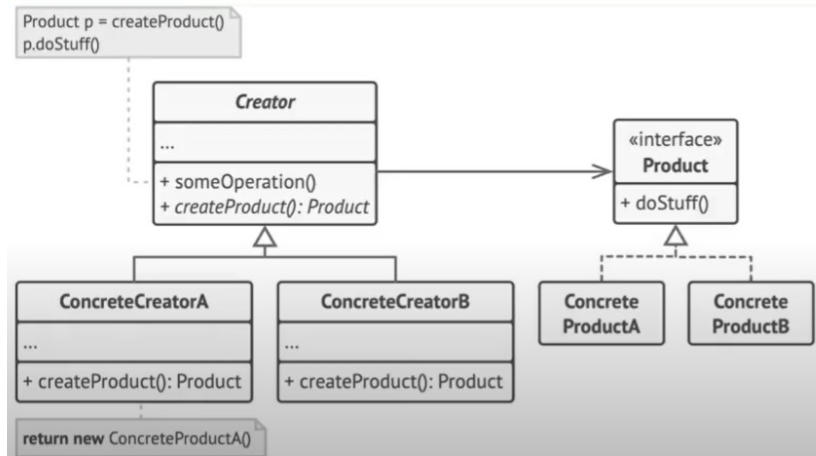 Product p = createProduct()
p.doStuff()
Creator
...
+ someOperation()
+ createProduct(): Product
«interface»
Product
+ doStuff()
ConcreteCreatorA
...
+ createProduct(): Product
ConcreteCreatorB
...
+ createProduct(): Product
Concrete
ProductA
Concrete
ProductB
return new ConcreteProductA()